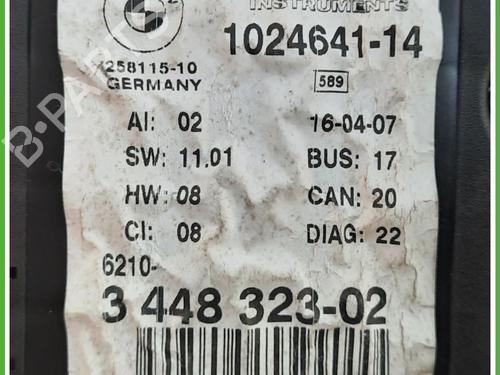 INSTRUMENTS
1024641-14
258115-10
589
GERMANY
AI: 02 16-04-07
SW: 11.01 BUS: 17
HW: 08 CAN: 20
CI: 08 DIAG: 22
6210-
3 448 323-02
B-PARTS